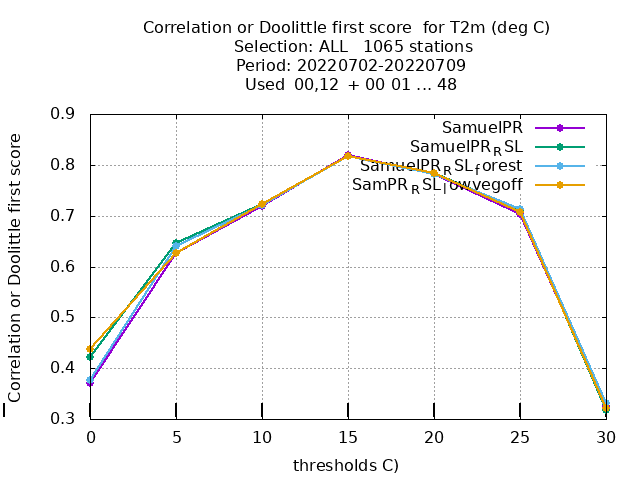 Correlation or Doolittle first score  for T2m (deg C)
Selection: ALL   1065 stations
Period: 20220702-20220709
Used  00,12  + 00 01 ... 48
Correlation or Doolittle first score
0.9
0.8
0.7
0.6
0.5
0.4
0.3
SamuelPR
SamuelPR_RSL
SamuelPR_RSL_forest
SamPR_RSL_lowvegoff
0 5 10 15 20 25 30
thresholds C)